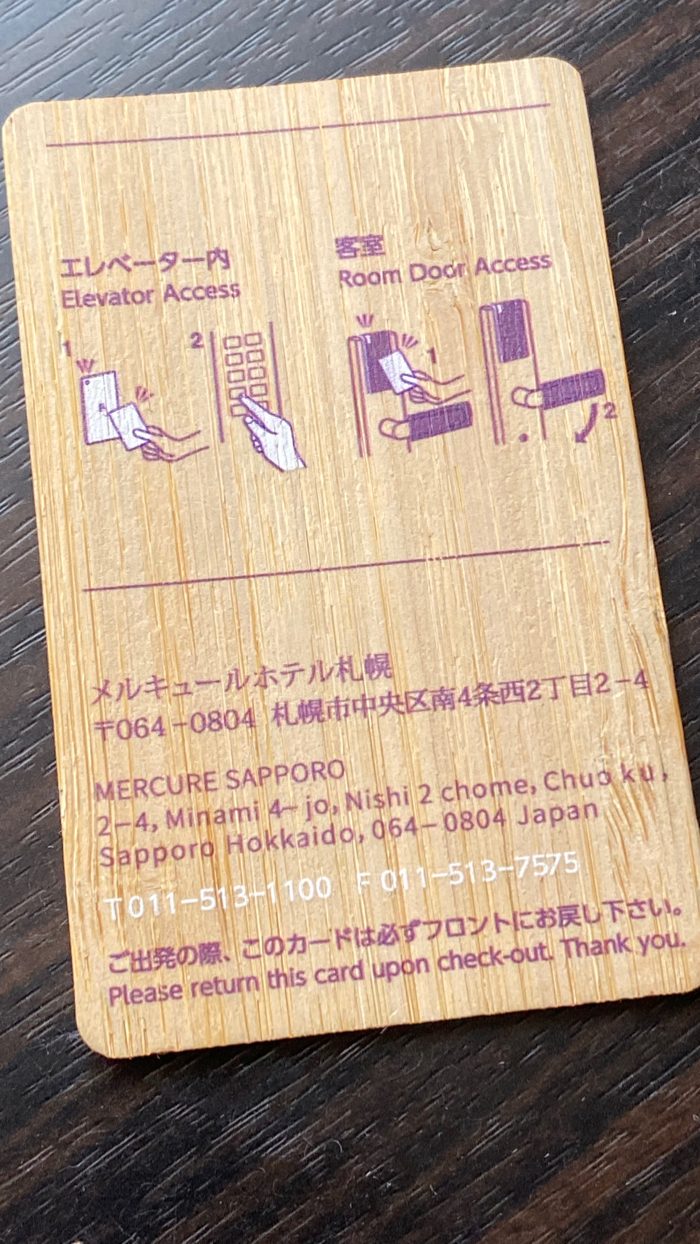 エレベーター内
Elevator Access
1
2
客室
Room Door Access
1
2
メルキュールホテル札幌
〒064-0804 札幌市中央区南4条西2丁目2-4
MERCURE SAPPORO
2-4, Minami 4-jo, Nishi 2 chome, Chuo ku,
Sapporo Hokkaido, 064-0804 Japan
T 011-513-1100 F 011-513-7575
ご出発の際、このカードは必ずフロントにお戻し下さい。
Please return this card upon check-out. Thank you.